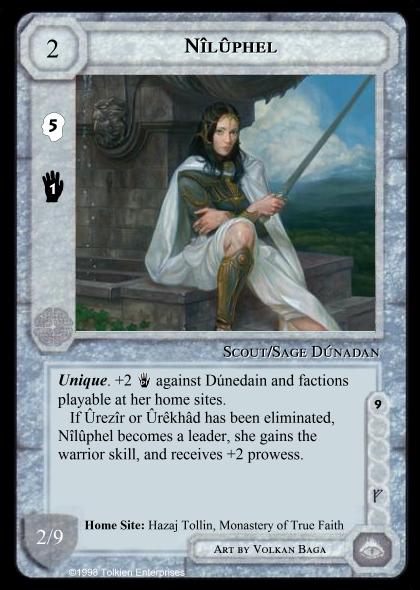 2
NÎLÛPHEL
5
1
SCOUT/SAGE DÚNADAN
Unique. +2 against Dúnedain and factions
playable at her home sites.
If Ûrezîr or Ûrêkhâd has been eliminated,
Nîlûphel becomes a leader, she gains the
warrior skill, and receives +2 prowess.
9
Home Site: Hazaj Tollin, Monastery of True Faith
2/9
ART BY VOLKAN BAGA
©1998 Tolkien Enterprises